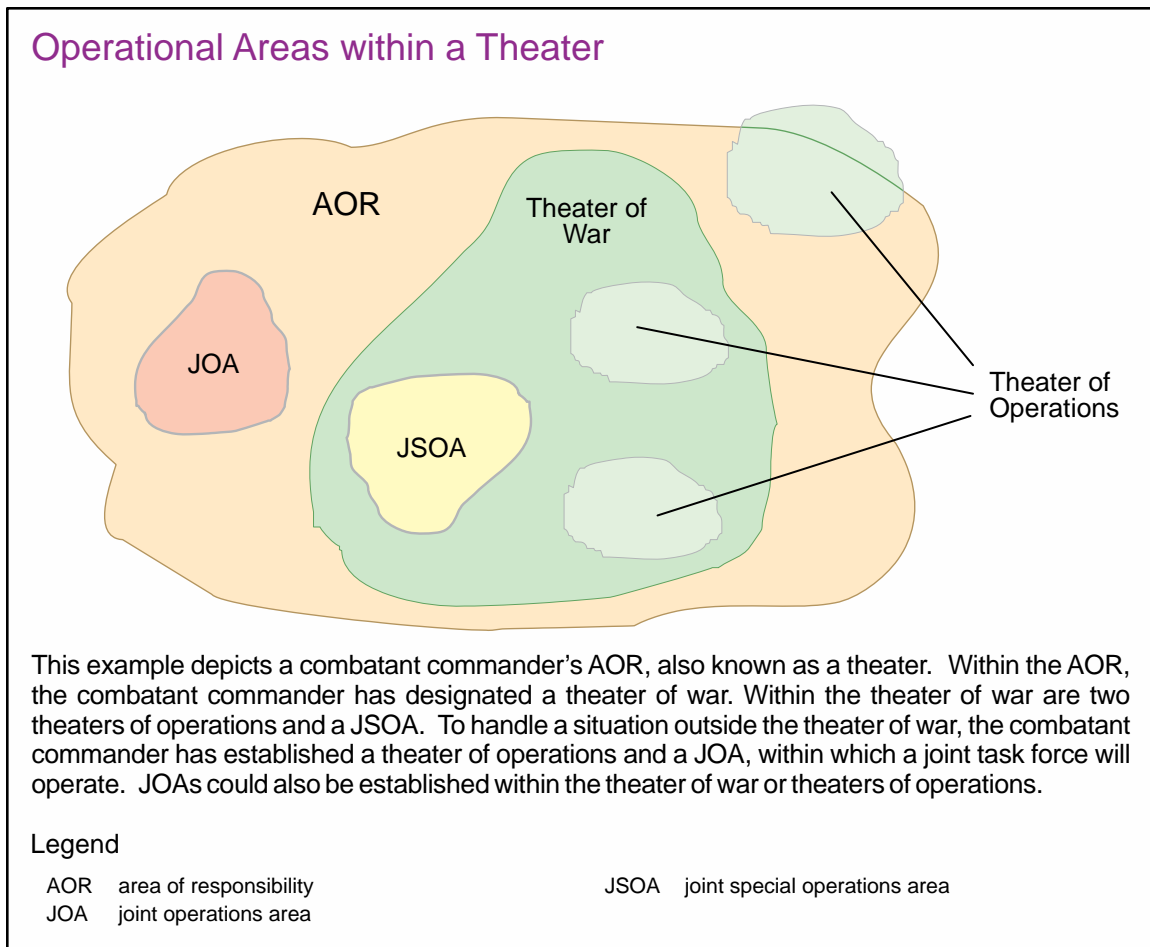 Operational Areas within a Theater
AOR
Theater of
War
JOA
JSOA
Theater of
Operations
This example depicts a combatant commander’s AOR, also known as a theater. Within the AOR,
the combatant commander has designated a theater of war. Within the theater of war are two
theaters of operations and a JSOA. To handle a situation outside the theater of war, the combatant
commander has established a theater of operations and a JOA, within which a joint task force will
operate. JOAs could also be established within the theater of war or theaters of operations.
Legend
AOR area of responsibility
JOA joint operations area
JSOA joint special operations area